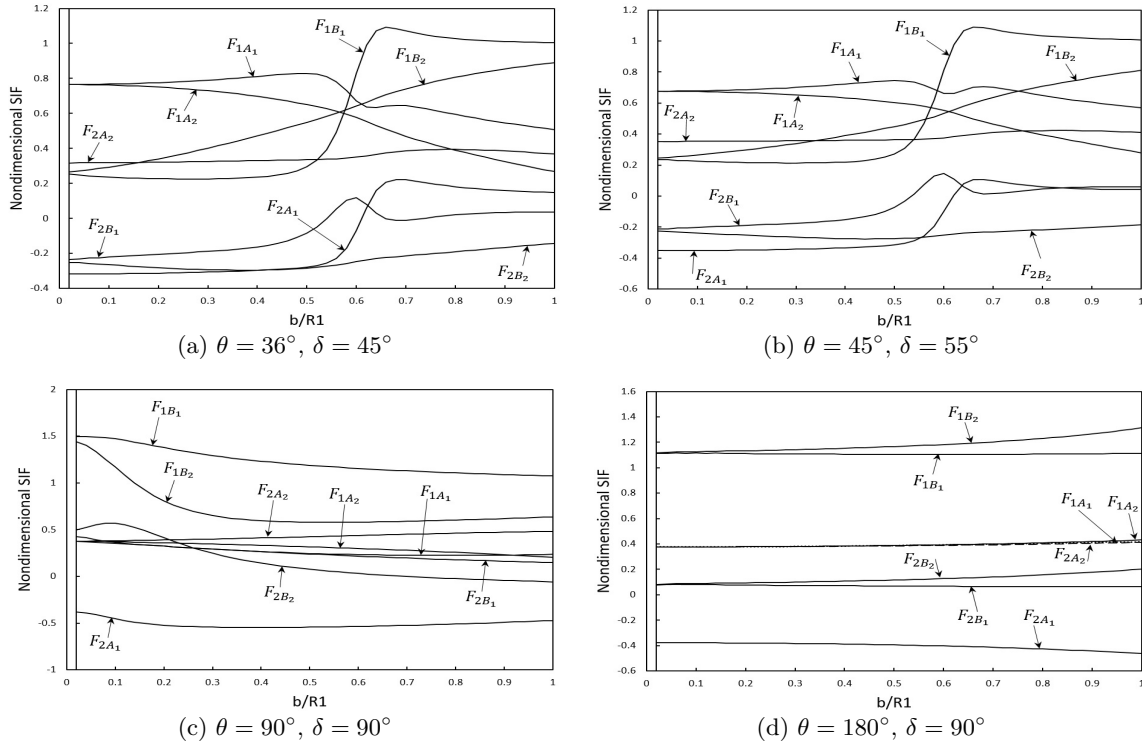 1.2
1
0.8
0.6
0.4
0.2
0
-0.2
-0.4
Nondimensional SIF
F1B1
F1A1
F1B2
F1A2
F2A2
F2A1
F2B1
F2B2
0 0.1 0.2 0.3 0.4 0.5 0.6 0.7 0.8 0.9 1
b/R1
(a) θ = 36°, δ = 45°
1.2
1
0.8
0.6
0.4
0.2
0
-0.2
-0.4
-0.6
Nondimensional SIF
F1B1
F1A1
F1B2
F2A2
F1A2
F2B1
F2A1
F2B2
0 0.1 0.2 0.3 0.4 0.5 0.6 0.7 0.8 0.9 1
b/R1
(b) θ = 45°, δ = 55°
2
1.5
1
0.5
0
-0.5
-1
Nondimensional SIF
F1B1
F1B2
F2A2
F1A2
F1A1
F2B2
F2B1
F2A1
0 0.1 0.2 0.3 0.4 0.5 0.6 0.7 0.8 0.9 1
b/R1
(c) θ = 90°, δ = 90°
1.6
1.4
1.2
1
0.8
0.6
0.4
0.2
0
-0.2
-0.4
-0.6
Nondimensional SIF
F1B2
F1B1
F1A1
F1A2
F2B2
F2A2
F2B1
F2A1
0 0.1 0.2 0.3 0.4 0.5 0.6 0.7 0.8 0.9 1
b/R1
(d) θ = 180°, δ = 90°